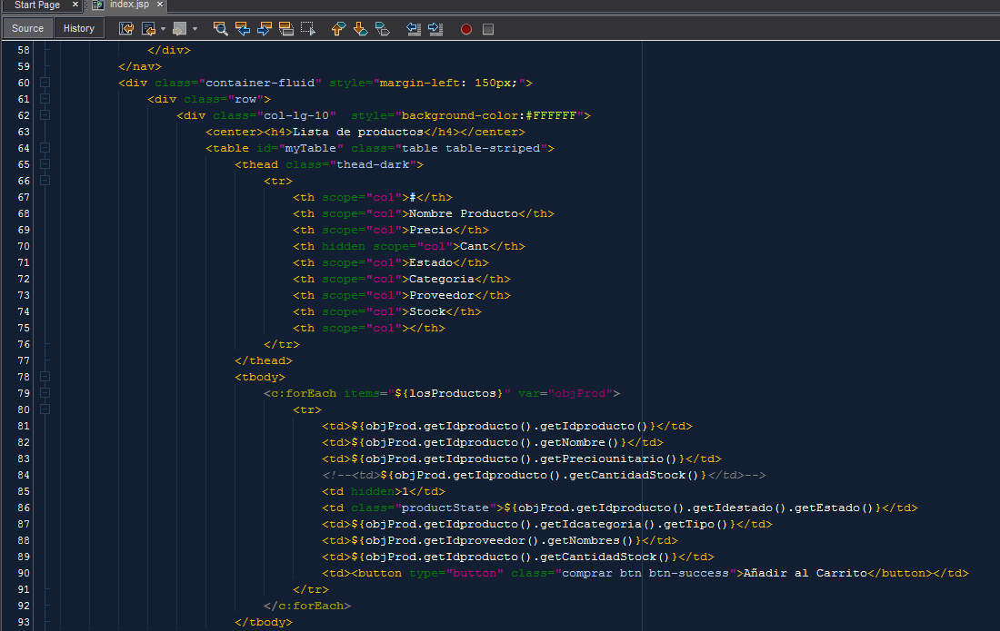 Start Page × index.jsp ×
Source History
58 </div>
59 </nav>
60 <div class="container-fluid" style="margin-left: 150px;">
61 <div class="row">
62 <div class="col-lg-10"  style="background-color:#FFFFFF">
63 <center><h4>Lista de productos</h4></center>
64 <table id="myTable" class="table table-striped">
65 <thead class="thead-dark">
66 <tr>
67 <th scope="col">#</th>
68 <th scope="col">Nombre Producto</th>
69 <th scope="col">Precio</th>
70 <th hidden scope="col">Cant</th>
71 <th scope="col">Estado</th>
72 <th scope="col">Categoria</th>
73 <th scope="col">Proveedor</th>
74 <th scope="col">Stock</th>
75 <th scope="col"></th>
76 </tr>
77 </thead>
78 <tbody>
79 <c:forEach items="${losProductos}" var="objProd">
80 <tr>
81 <td>${objProd.getIdproducto().getIdproducto()}</td>
82 <td>${objProd.getIdproducto().getNombre()}</td>
83 <td>${objProd.getIdproducto().getPreciounitario()}</td>
84 <!--<td>${objProd.getIdproducto().getCantidadStock()}</td>-->
85 <td hidden>1</td>
86 <td class="productState">${objProd.getIdproducto().getIdestado().getEstado()}</td>
87 <td>${objProd.getIdproducto().getIdcategoria().getTipo()}</td>
88 <td>${objProd.getIdproveedor().getNombres()}</td>
89 <td>${objProd.getIdproducto().getCantidadStock()}</td>
90 <td><button type="button" class="comprar btn btn-success">Añadir al Carrito</button></td>
91 </tr>
92 </c:forEach>
93 </tbody>